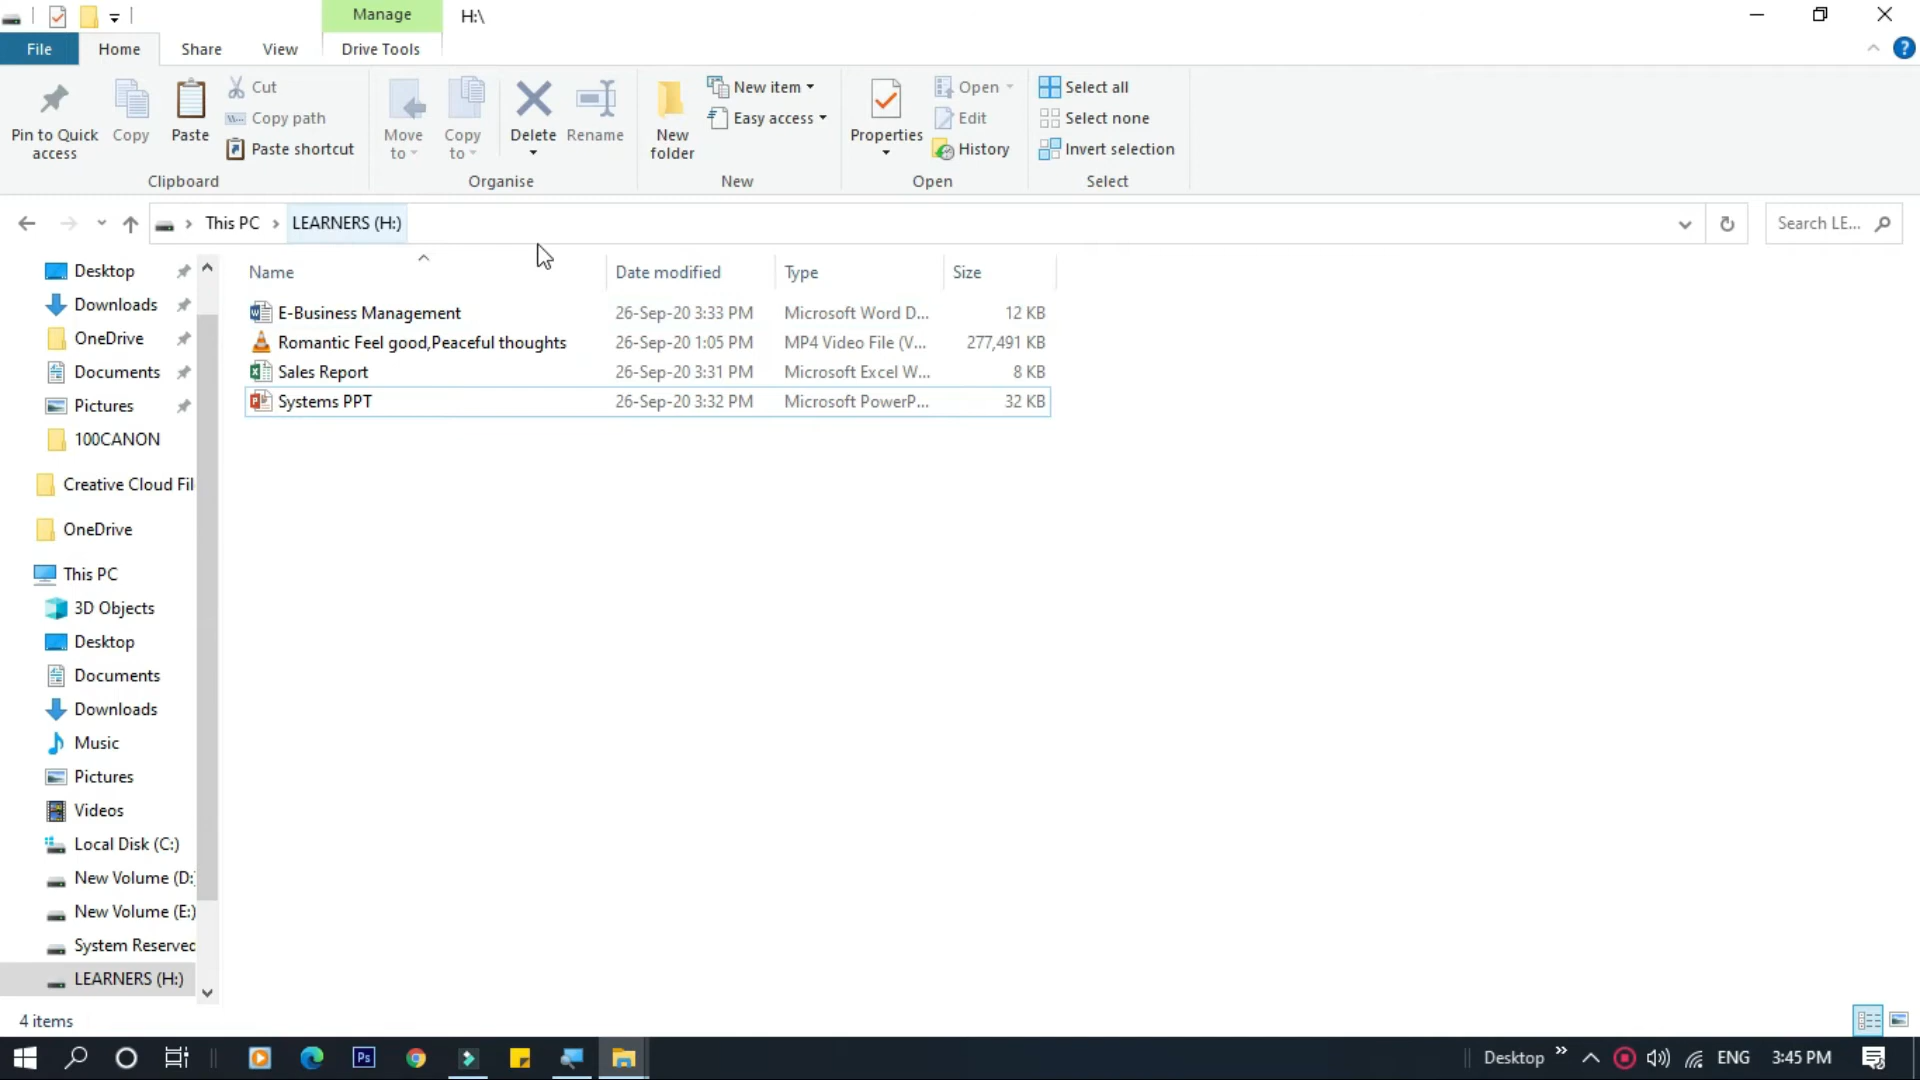 Manage H:\
File Home Share View Drive Tools
Pin to Quick access
Copy
Paste
Cut
Copy path
Paste shortcut
Clipboard
Move to
Copy to
Delete
Rename
Organise
New folder
New item
Easy access
New
Properties
Open
Edit
History
Open
Select all
Select none
Invert selection
Select
This PC LEARNERS (H:) Search LE...
Name Date modified Type Size
E-Business Management 26-Sep-20 3:33 PM Microsoft Word D... 12 KB
Romantic Feel good,Peaceful thoughts 26-Sep-20 1:05 PM MP4 Video File (V... 277,491 KB
Sales Report 26-Sep-20 3:31 PM Microsoft Excel W... 8 KB
Systems PPT 26-Sep-20 3:32 PM Microsoft PowerP... 32 KB
Desktop
Downloads
OneDrive
Documents
Pictures
100CANON
Creative Cloud Fil
OneDrive
This PC
3D Objects
Desktop
Documents
Downloads
Music
Pictures
Videos
Local Disk (C:)
New Volume (D:
New Volume (E:)
System Reserved
LEARNERS (H:)
4 items
Ps Desktop ENG 3:45 PM